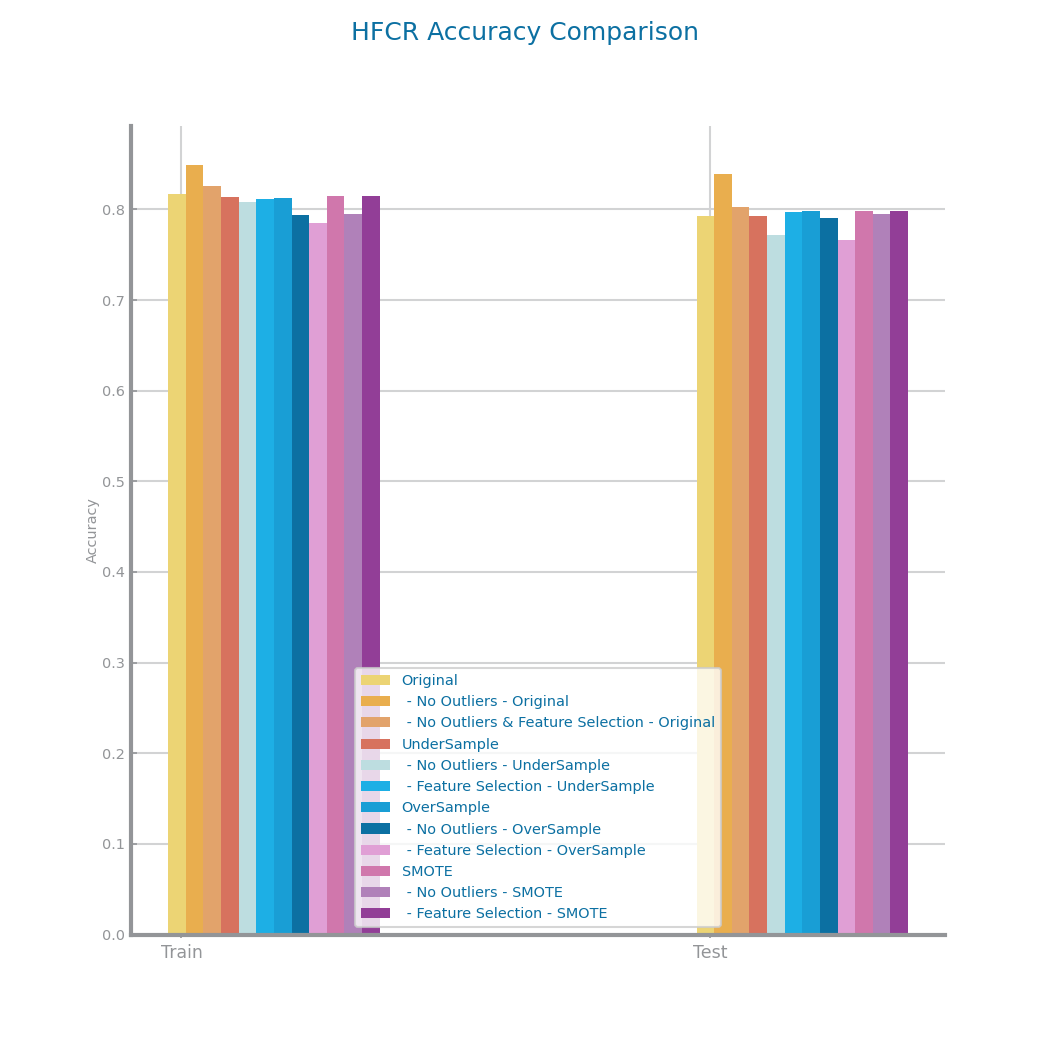 HFCR Accuracy Comparison
0.8
0.7
0.6
0.5
0.4
0.3
0.2
0.1
0.0
Accuracy
Original
- No Outliers - Original
- No Outliers & Feature Selection - Original
UnderSample
- No Outliers - UnderSample
- Feature Selection - UnderSample
OverSample
- No Outliers - OverSample
- Feature Selection - OverSample
SMOTE
- No Outliers - SMOTE
- Feature Selection - SMOTE
Train
Test